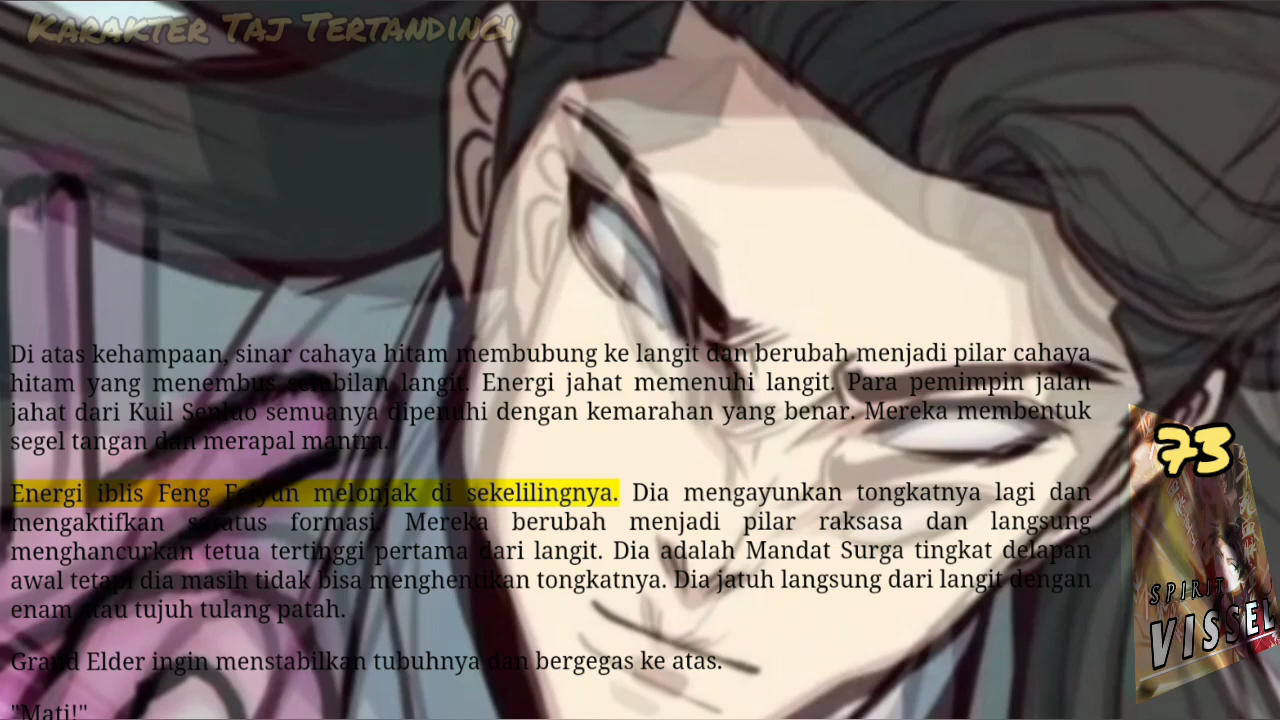 Karakter Taj Tertandingi
Di atas kehampaan, sinar cahaya hitam membubung ke langit dan berubah menjadi pilar cahaya
hitam yang menembus sembilan langit. Energi jahat memenuhi langit. Para pemimpin jalan
jahat dari Kuil Senluo semuanya dipenuhi dengan kemarahan yang benar. Mereka membentuk
segel tangan dan merapal mantra.
Energi iblis Feng Feiyun melonjak di sekelilingnya. Dia mengayunkan tongkatnya lagi dan
mengaktifkan seratus formasi. Mereka berubah menjadi pilar raksasa dan langsung
menghancurkan tetua tertinggi pertama dari langit. Dia adalah Mandat Surga tingkat delapan
awal tetapi dia masih tidak bisa menghentikan tongkatnya. Dia jatuh langsung dari langit dengan
enam atau tujuh tulang patah.
Grand Elder ingin menstabilkan tubuhnya dan bergegas ke atas.
"Mati!"
73
SPIRIT
VISSEL